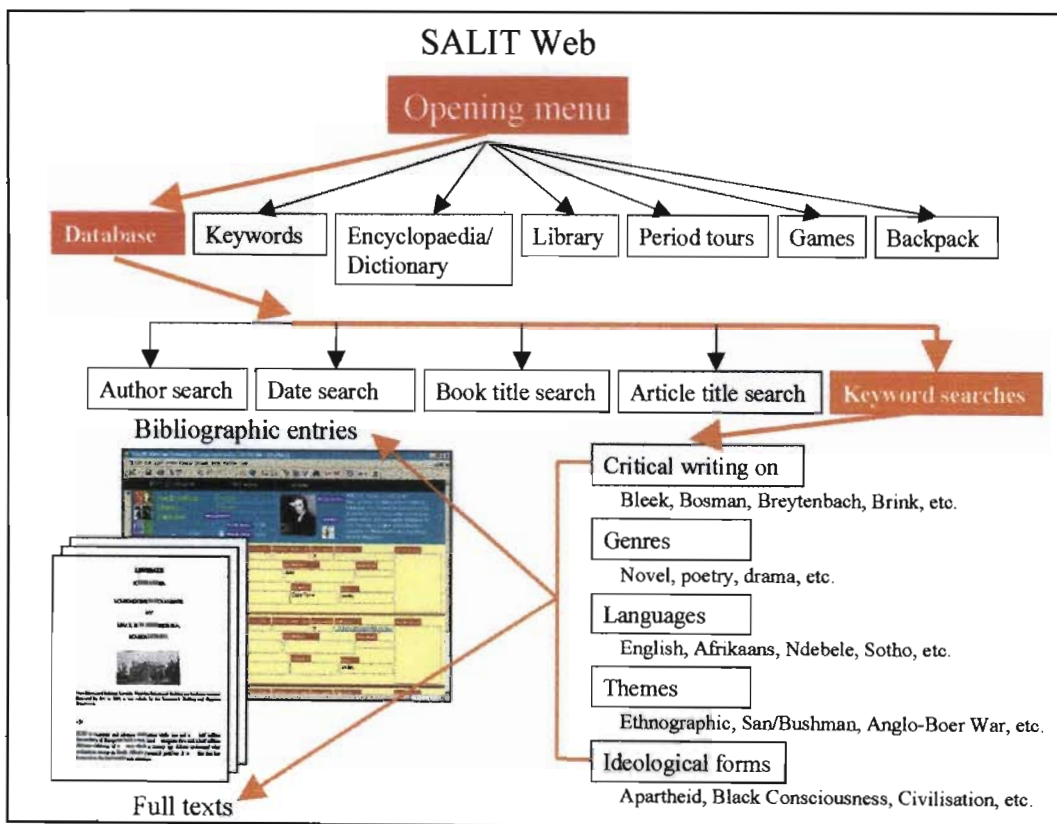 SALIT Web
Opening menu
Database
Keywords
Encyclopaedia/
Dictionary
Library
Period tours
Games
Backpack
Author search
Date search
Book title search
Article title search
Keyword searches
Bibliographic entries
Critical writing on
Bleek, Bosman, Breytenbach, Brink, etc.
Genres
Novel, poetry, drama, etc.
Languages
English, Afrikaans, Ndebele, Sotho, etc.
Themes
Ethnographic, San/Bushman, Anglo-Boer War, etc.
Ideological forms
Apartheid, Black Consciousness, Civilisation, etc.
Full texts